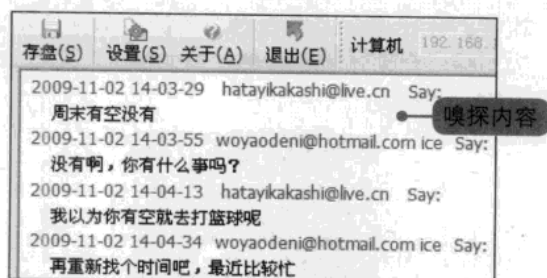 存盘(S) 设置(S) 关于(A) 退出(E) 计算机 192.168.
2009-11-02 14-03-29 hatayikakashi@live.cn Say:
周末有空没有
嗅探内容
2009-11-02 14-03-55 woyaodeni@hotmail.com ice Say:
没有啊，你有什么事吗？
2009-11-02 14-04-13 hatayikakashi@live.cn Say:
我以为你有空就去打篮球呢
2009-11-02 14-04-34 woyaodeni@hotmail.com ice Say:
再重新找个时间吧，最近比较忙